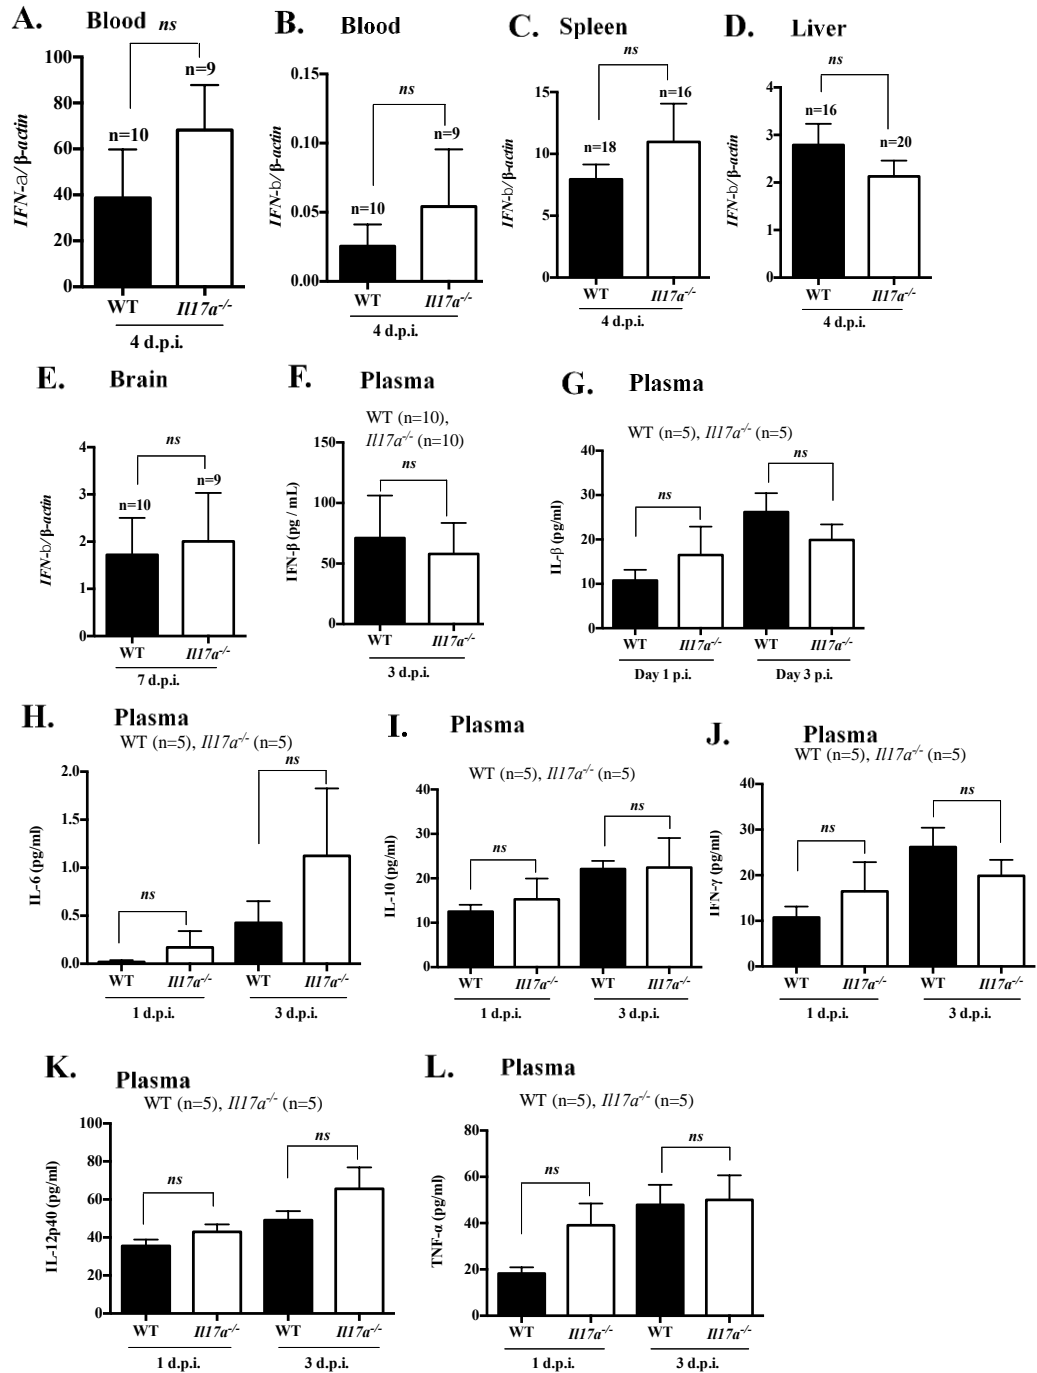 A. Blood
ns
n=9
n=10
IFN-a/β-actin
100
80
60
40
20
0
WT Il17a-/-
4 d.p.i.
B. Blood
ns
n=9
n=10
IFN-b/β-actin
0.15
0.10
0.05
0.00
WT Il17a-/-
4 d.p.i.
C. Spleen
ns
n=16
n=18
IFN-b/β-actin
15
10
5
0
WT Il17a-/-
4 d.p.i.
D. Liver
ns
n=16
n=20
IFN-b/β-actin
4
3
2
1
0
WT Il17a-/-
4 d.p.i.
E. Brain
ns
n=9
n=10
IFN-b/β-actin
4
3
2
1
0
WT Il17a-/-
7 d.p.i.
F. Plasma
WT (n=10),
Il17a-/- (n=10)
ns
IFN-β (pg / mL)
150
100
50
0
WT Il17a-/-
3 d.p.i.
G. Plasma
WT (n=5), Il17a-/- (n=5)
ns
ns
IL-β (pg/ml)
40
30
20
10
0
WT Il17a-/- WT Il17a-/-
Day 1 p.i. Day 3 p.i.
H. Plasma
WT (n=5), Il17a-/- (n=5)
ns
ns
IL-6 (pg/ml)
2.0
1.5
1.0
0.5
0.0
WT Il17a-/- WT Il17a-/-
1 d.p.i. 3 d.p.i.
I. Plasma
WT (n=5), Il17a-/- (n=5)
ns
ns
IL-10 (pg/ml)
40
30
20
10
0
WT Il17a-/- WT Il17a-/-
1 d.p.i. 3 d.p.i.
J. Plasma
WT (n=5), Il17a-/- (n=5)
ns
ns
IFN-γ (pg/ml)
40
30
20
10
0
WT Il17a-/- WT Il17a-/-
1 d.p.i. 3 d.p.i.
K. Plasma
WT (n=5), Il17a-/- (n=5)
ns
ns
IL-12p40 (pg/ml)
100
80
60
40
20
0
WT Il17a-/- WT Il17a-/-
1 d.p.i. 3 d.p.i.
L. Plasma
WT (n=5), Il17a-/- (n=5)
ns
ns
TNF-α (pg/ml)
80
60
40
20
0
WT Il17a-/- WT Il17a-/-
1 d.p.i. 3 d.p.i.